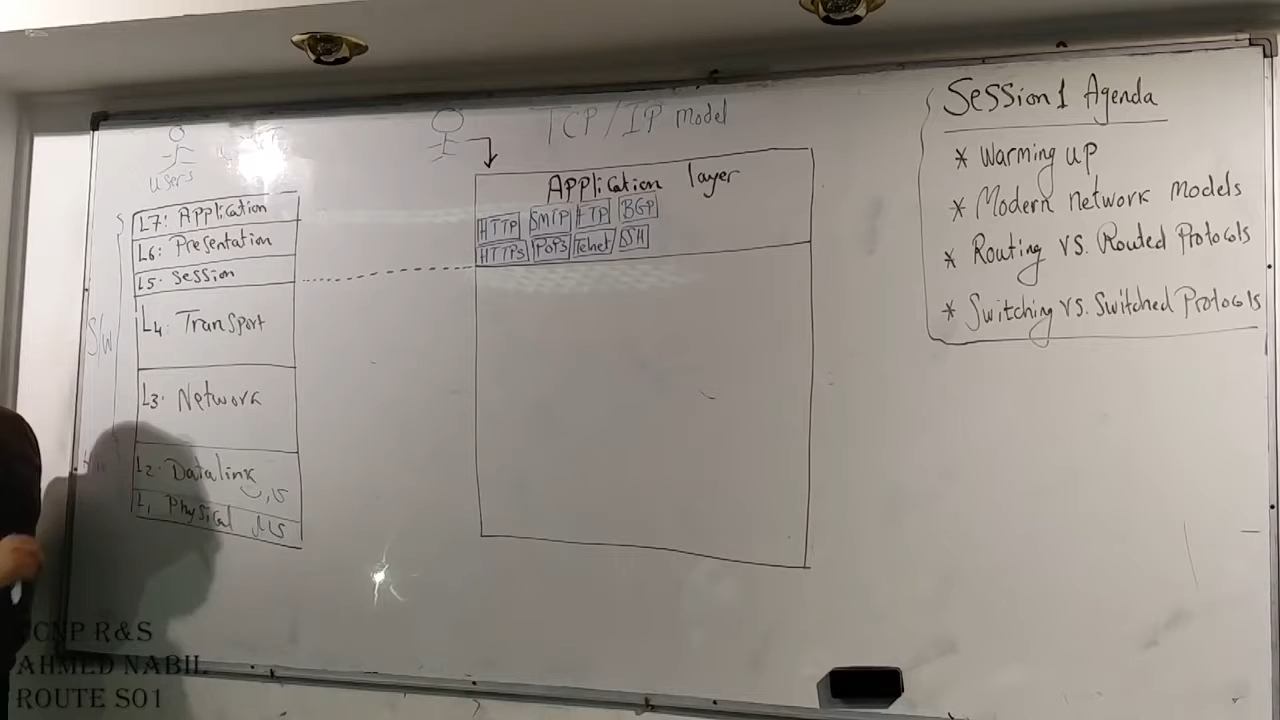 users
L7: Application
L6: Presentation
L5: Session
L4: Transport
L3: Network
L2: Datalink
L1 Physical
S/W
TCP/IP Model
Application layer
HTTP SMTP FTP BGP
HTTPs PoP3 Telnet SSH
Session 1 Agenda
* Warming up
* Modern network Models
* Routing vs. Routed Protocols
* Switching vs. Switched Protocols
CCNP R&S
AHMED NABIL
ROUTE S01